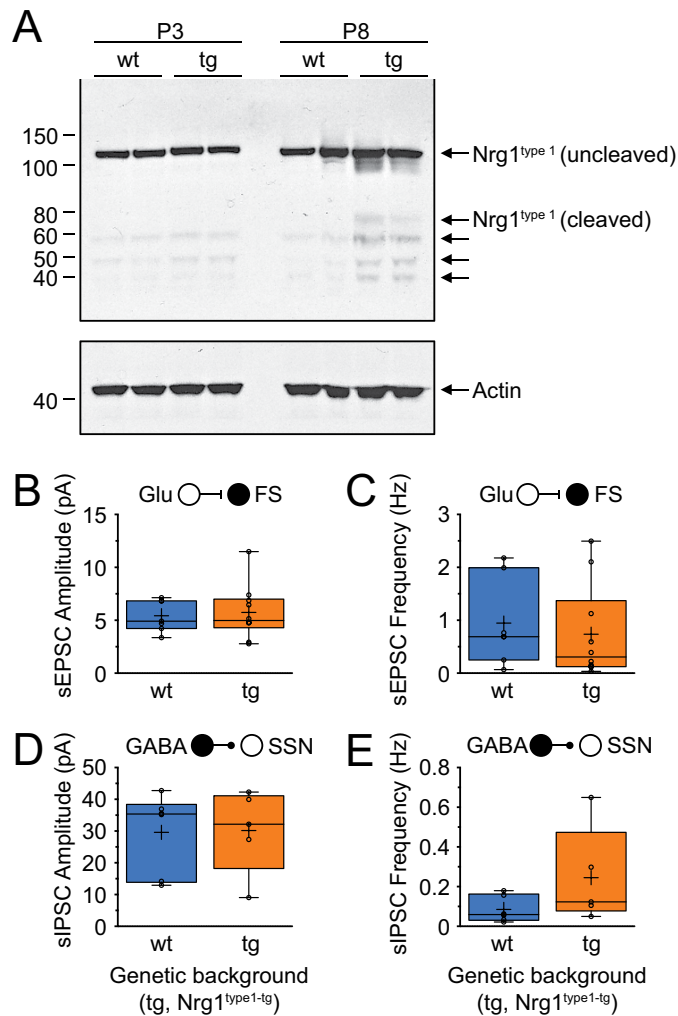 A
P3 P8
wt tg wt tg
150
100
80
60
50
40
Nrg1type 1 (uncleaved)
Nrg1type 1 (cleaved)
40
Actin
B
Glu FS
sEPSC Amplitude (pA)
15
10
5
0
wt tg
C
Glu FS
sEPSC Frequency (Hz)
3
2
1
0
wt tg
D
GABA SSN
sIPSC Amplitude (pA)
50
40
30
20
10
0
wt tg
Genetic background
(tg, Nrg1type1-tg)
E
GABA SSN
sIPSC Frequency (Hz)
0.8
0.6
0.4
0.2
0
wt tg
Genetic background
(tg, Nrg1type1-tg)